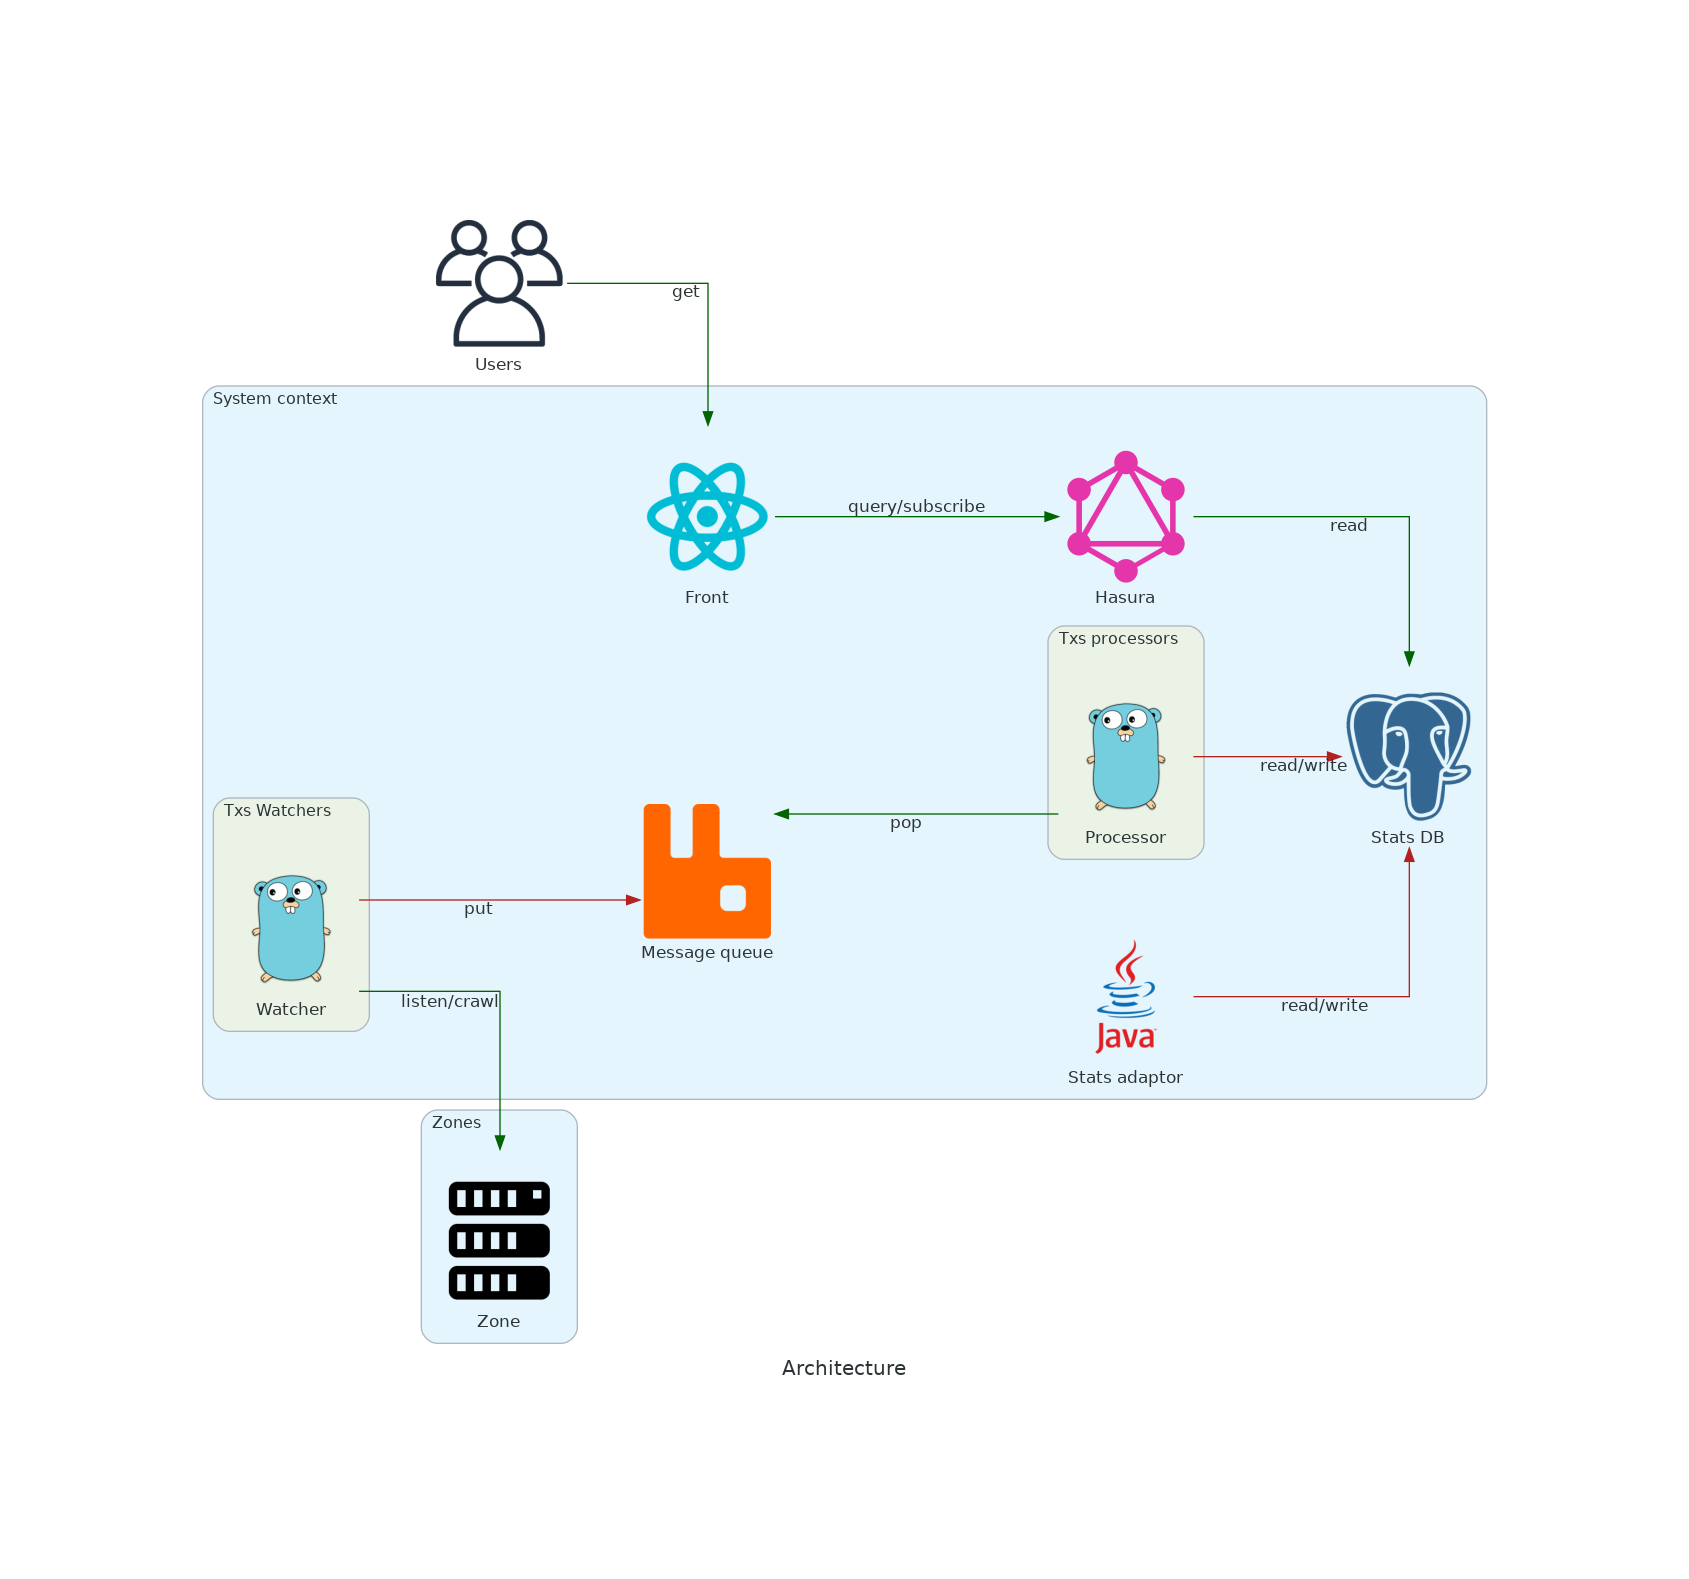 get
Users
System context
query/subscribe
read
Front
Hasura
Txs processors
read/write
Txs Watchers
pop
Processor
Stats DB
put
Message queue
listen/crawl
Watcher
read/write
Java
Stats adaptor
Zones
Zone
Architecture